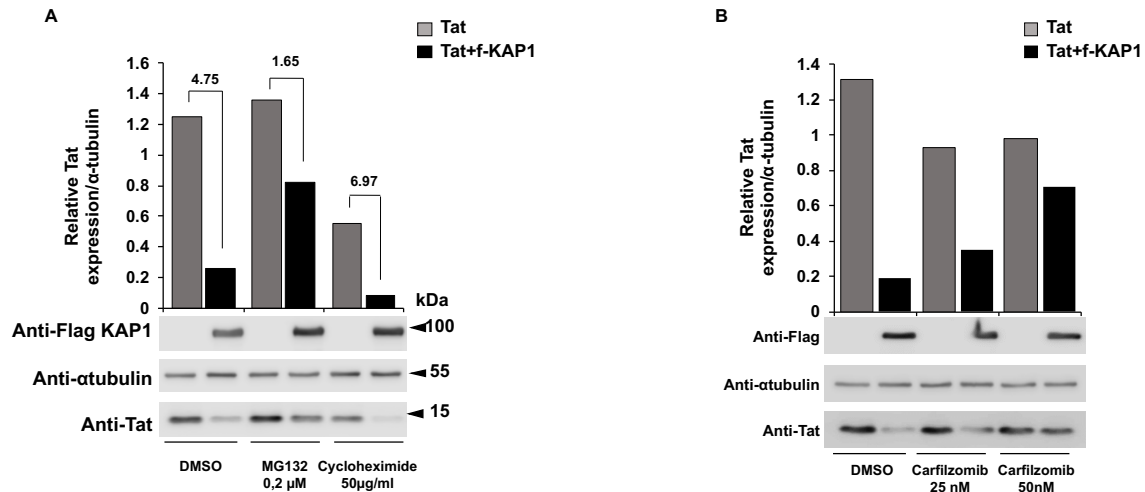 A
Tat
Tat+f-KAP1
Relative Tat
expression/α-tubulin
1.4
1.2
1
0.8
0.6
0.4
0.2
0
4.75
1.65
6.97
kDa
Anti-Flag KAP1
100
Anti-αtubulin
55
Anti-Tat
15
DMSO
MG132
0,2 µM
Cycloheximide
50µg/ml
B
Tat
Tat+f-KAP1
Relative Tat
expression/α-tubulin
1.4
1.2
1
0.8
0.6
0.4
0.2
0
Anti-Flag
Anti-αtubulin
Anti-Tat
DMSO
Carfilzomib
25 nM
Carfilzomib
50nM